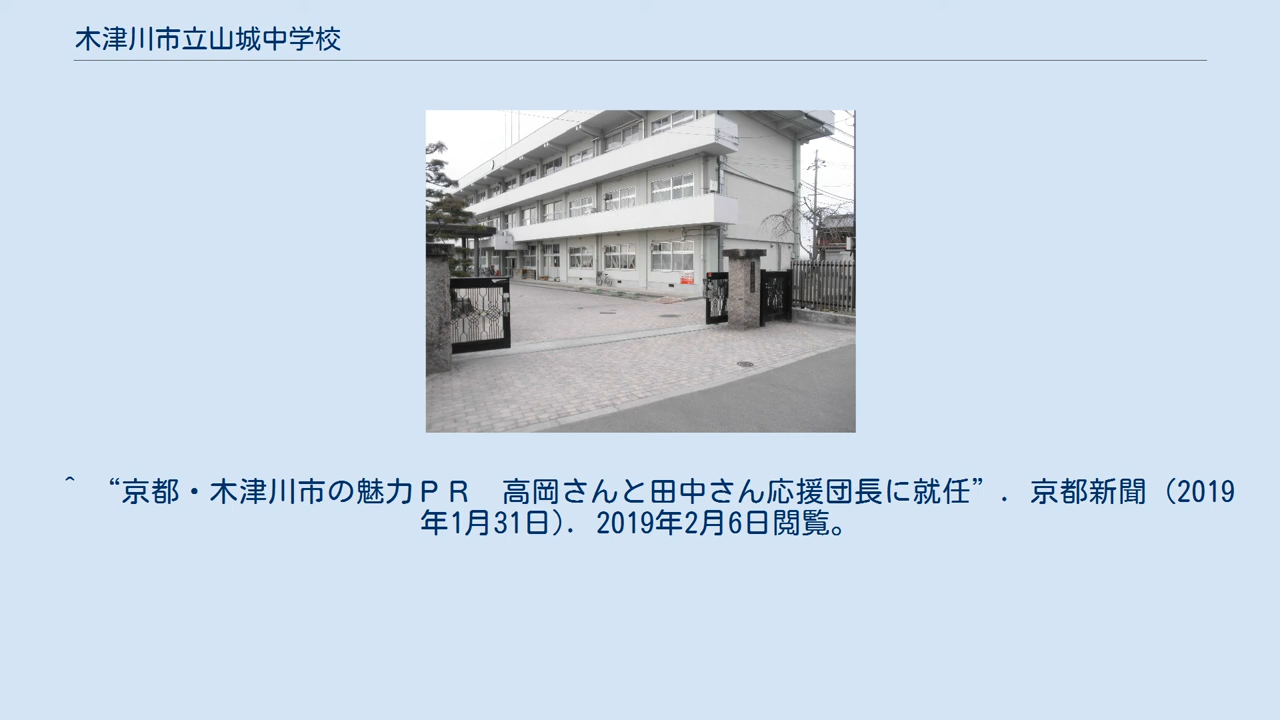 木津川市立山城中学校
^ “京都・木津川市の魅力ＰＲ　高岡さんと田中さん応援団長に就任”. 京都新聞 (2019
年1月31日). 2019年2月6日閲覧。